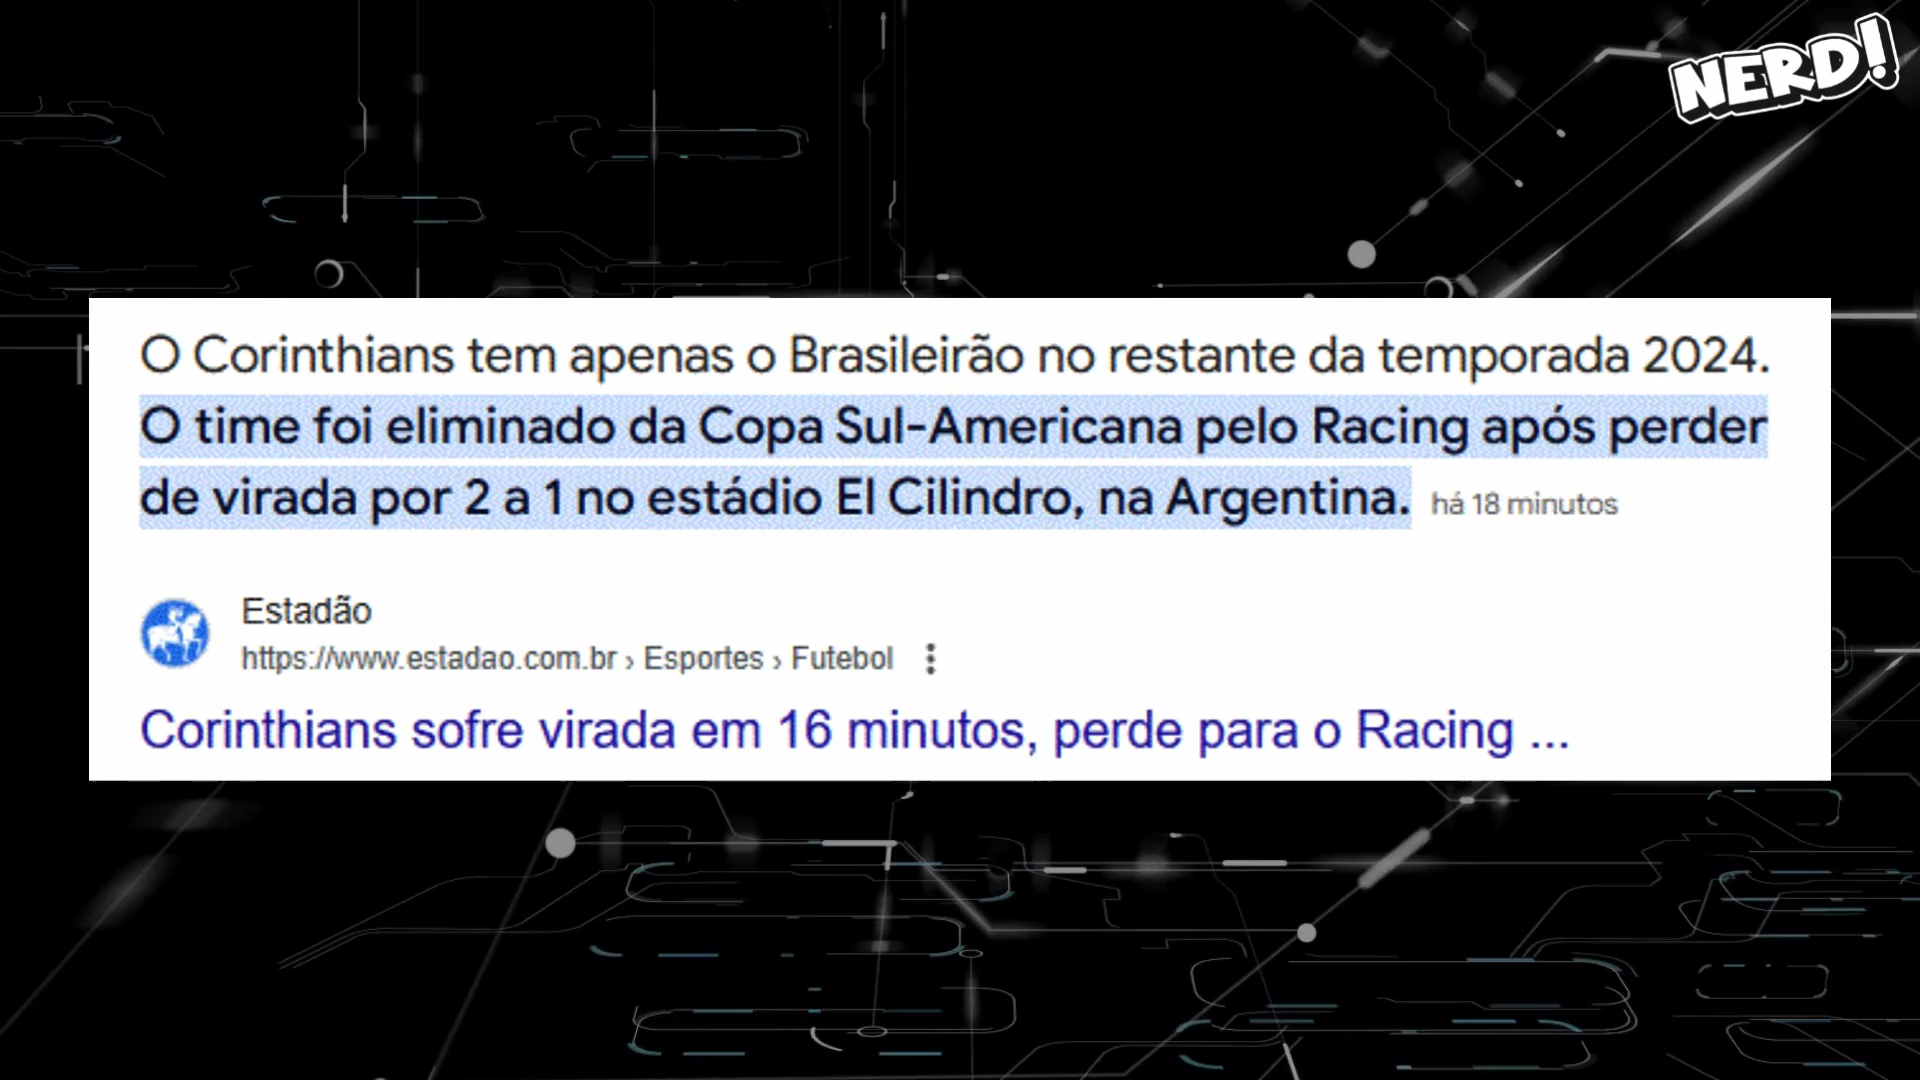 NERD!
O Corinthians tem apenas o Brasileirão no restante da temporada 2024.
O time foi eliminado da Copa Sul-Americana pelo Racing após perder
de virada por 2 a 1 no estádio El Cilindro, na Argentina. há 18 minutos
Estadão
https://www.estadao.com.br › Esportes › Futebol
Corinthians sofre virada em 16 minutos, perde para o Racing ...